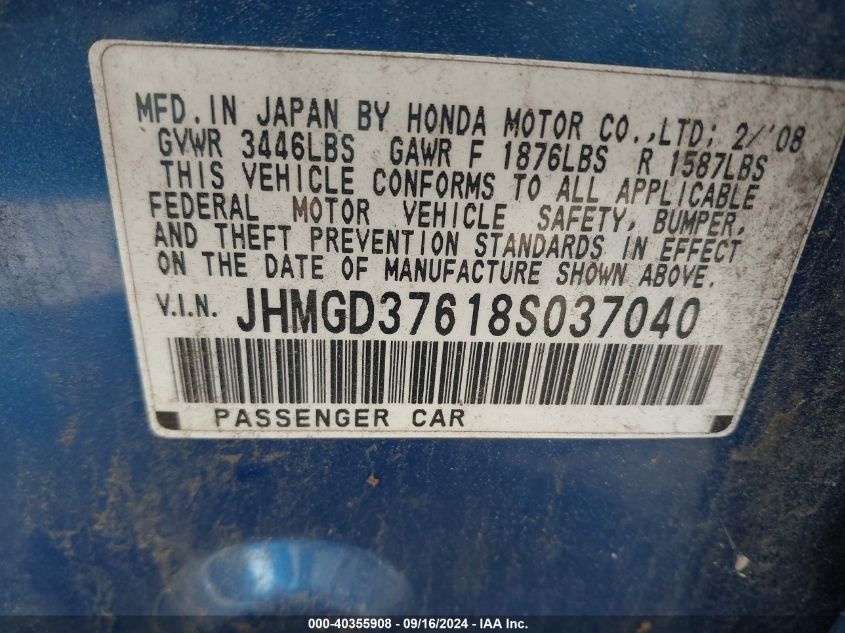 MFD. IN JAPAN BY HONDA MOTOR CO., LTD; 2/'08
GVWR 3446LBS GAWR F 1876LBS R 1587LBS
THIS VEHICLE CONFORMS TO ALL APPLICABLE
FEDERAL MOTOR VEHICLE SAFETY, BUMPER,
AND THEFT PREVENTION STANDARDS IN EFFECT
ON THE DATE OF MANUFACTURE SHOWN ABOVE.
V.I.N. JHMGD37618S037040
PASSENGER CAR
000-40355908 - 09/16/2024 - IAA Inc.